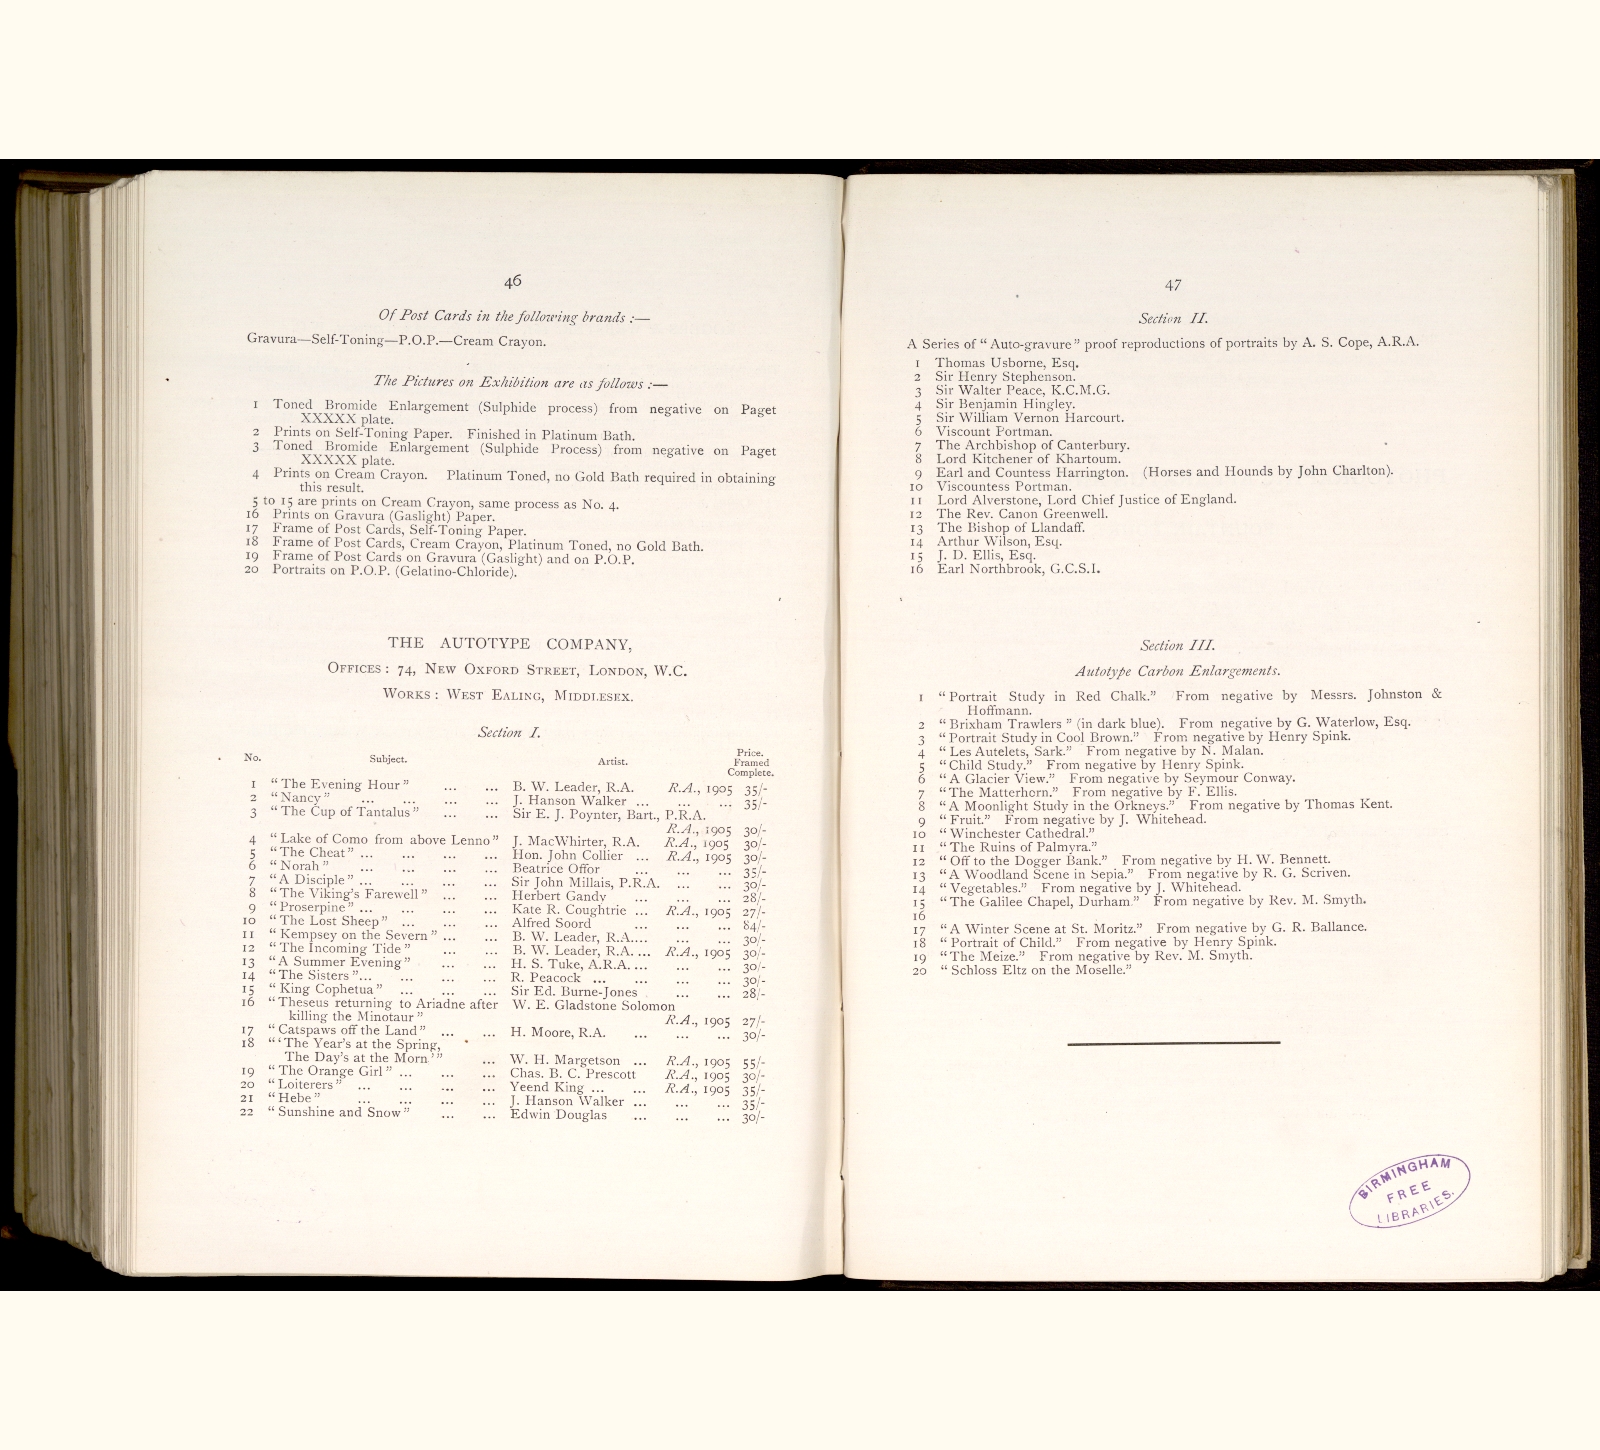 46
Of Post Cards in the following brands :—
Gravura—Self-Toning—P.O.P.—Cream Crayon.
The Pictures on Exhibition are as follows :—
1 Toned Bromide Enlargement (Sulphide process) from negative on Paget
XXXXX plate.
2 Prints on Self-Toning Paper. Finished in Platinum Bath.
3 Toned Bromide Enlargement (Sulphide Process) from negative on Paget
XXXXX plate.
4 Prints on Cream Crayon. Platinum Toned, no Gold Bath required in obtaining
this result.
5 to 15 are prints on Cream Crayon, same process as No. 4.
16 Prints on Gravura (Gaslight) Paper.
17 Frame of Post Cards, Self-Toning Paper.
18 Frame of Post Cards, Cream Crayon, Platinum Toned, no Gold Bath.
19 Frame of Post Cards on Gravura (Gaslight) and on P.O.P.
20 Portraits on P.O.P. (Gelatino-Chloride).
THE AUTOTYPE COMPANY,
OFFICES : 74, NEW OXFORD STREET, LONDON, W.C.
WORKS : WEST EALING, MIDDLESEX.
Section I.
No. Subject. Artist. Price. Framed Complete.
1 “The Evening Hour” ... ... B. W. Leader, R.A. R.A., 1905 35/-
2 “Nancy” ... ... ... ... J. Hanson Walker ... ... ... 35/-
3 “The Cup of Tantalus” ... ... Sir E. J. Poynter, Bart., P.R.A.
R.A., 1905 30/-
4 “Lake of Como from above Lenno” J. MacWhirter, R.A. R.A., 1905 30/-
5 “The Cheat” ... ... ... ... Hon. John Collier ... R.A., 1905 30/-
6 “Norah” ... ... ... ... Beatrice Offor ... ... ... 35/-
7 “A Disciple” ... ... ... ... Sir John Millais, P.R.A. ... ... 30/-
8 “The Viking’s Farewell” ... ... Herbert Gandy ... ... ... 28/-
9 “Proserpine” ... ... ... ... Kate R. Coughtrie ... R.A., 1905 27/-
10 “The Lost Sheep” ... ... ... Alfred Soord ... ... ... 84/-
11 “Kempsey on the Severn” ... ... B. W. Leader, R.A.... ... ... 30/-
12 “The Incoming Tide” ... ... B. W. Leader, R.A. ... R.A., 1905 30/-
13 “A Summer Evening” ... ... H. S. Tuke, A.R.A. ... ... ... 30/-
14 “The Sisters”... ... ... ... R. Peacock ... ... ... ... 30/-
15 “King Cophetua” ... ... ... Sir Ed. Burne-Jones ... ... 28/-
16 “Theseus returning to Ariadne after W. E. Gladstone Solomon
killing the Minotaur” R.A., 1905 27/-
17 “Catspaws off the Land” ... ... H. Moore, R.A. ... ... ... 30/-
18 “‘The Year’s at the Spring,
The Day’s at the Morn.’” ... W. H. Margetson ... R.A., 1905 55/-
19 “The Orange Girl” ... ... ... Chas. B. C. Prescott R.A., 1905 30/-
20 “Loiterers” ... ... ... ... Yeend King ... ... R.A., 1905 35/-
21 “Hebe” ... ... ... ... J. Hanson Walker ... ... ... 35/-
22 “Sunshine and Snow” ... ... Edwin Douglas ... ... ... 30/-
47
Section II.
A Series of “Auto-gravure” proof reproductions of portraits by A. S. Cope, A.R.A.
1 Thomas Usborne, Esq.
2 Sir Henry Stephenson.
3 Sir Walter Peace, K.C.M.G.
4 Sir Benjamin Hingley.
5 Sir William Vernon Harcourt.
6 Viscount Portman.
7 The Archbishop of Canterbury.
8 Lord Kitchener of Khartoum.
9 Earl and Countess Harrington. (Horses and Hounds by John Charlton).
10 Viscountess Portman.
11 Lord Alverstone, Lord Chief Justice of England.
12 The Rev. Canon Greenwell.
13 The Bishop of Llandaff.
14 Arthur Wilson, Esq.
15 J. D. Ellis, Esq.
16 Earl Northbrook, G.C.S.I.
Section III.
Autotype Carbon Enlargements.
1 “Portrait Study in Red Chalk.” From negative by Messrs. Johnston &
Hoffmann.
2 “Brixham Trawlers” (in dark blue). From negative by G. Waterlow, Esq.
3 “Portrait Study in Cool Brown.” From negative by Henry Spink.
4 “Les Autelets, Sark.” From negative by N. Malan.
5 “Child Study.” From negative by Henry Spink.
6 “A Glacier View.” From negative by Seymour Conway.
7 “The Matterhorn.” From negative by F. Ellis.
8 “A Moonlight Study in the Orkneys.” From negative by Thomas Kent.
9 “Fruit.” From negative by J. Whitehead.
10 “Winchester Cathedral.”
11 “The Ruins of Palmyra.”
12 “Off to the Dogger Bank.” From negative by H. W. Bennett.
13 “A Woodland Scene in Sepia.” From negative by R. G. Scriven.
14 “Vegetables.” From negative by J. Whitehead.
15 “The Galilee Chapel, Durham.” From negative by Rev. M. Smyth.
16
17 “A Winter Scene at St. Moritz.” From negative by G. R. Ballance.
18 “Portrait of Child.” From negative by Henry Spink.
19 “The Meize.” From negative by Rev. M. Smyth.
20 “Schloss Eltz on the Moselle.”
BIRMINGHAM
FREE
LIBRARIES.